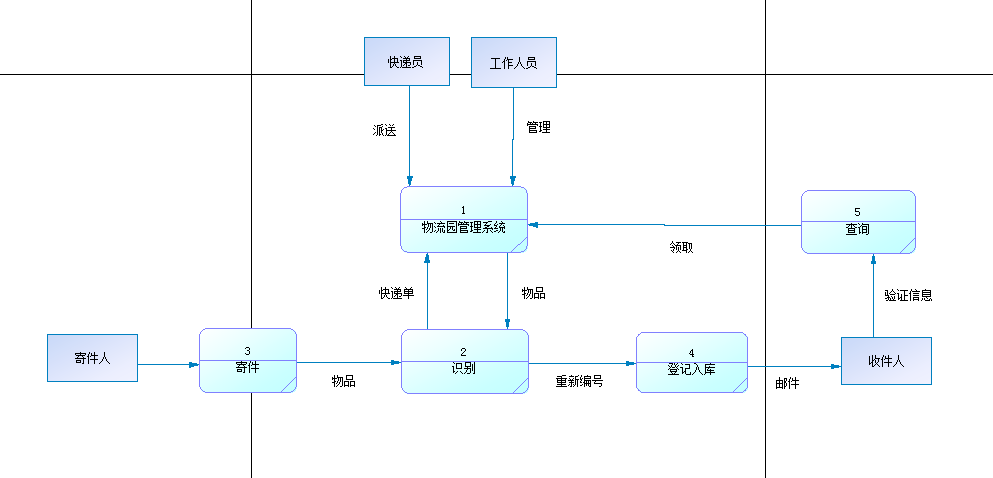 快递员
工作人员
派送
管理
1
物流园管理系统
5
查询
领取
快递单
物品
验证信息
寄件人
3
寄件
物品
2
识别
重新编号
4
登记入库
邮件
收件人